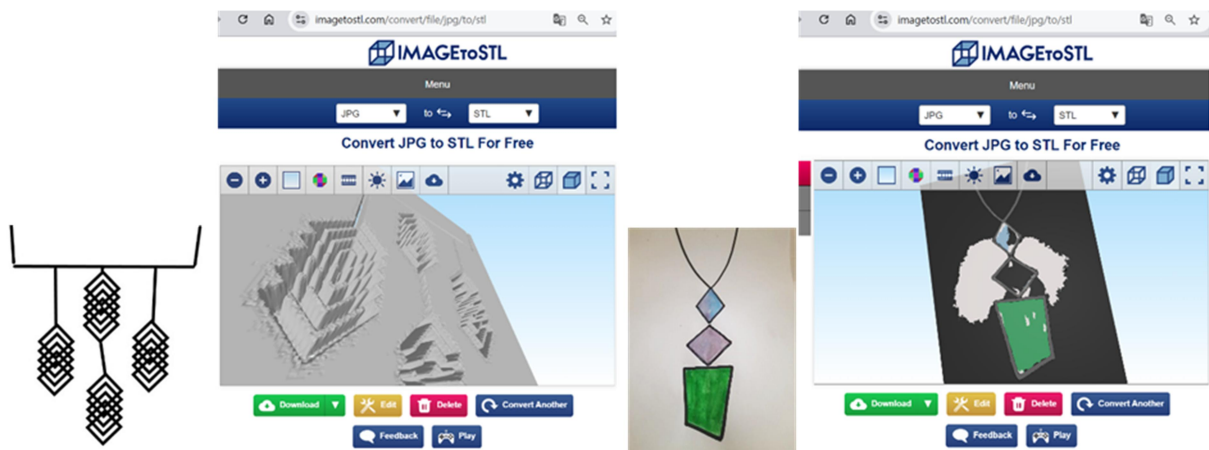 imagetostl.com/convert/file/jpg/to/stl
IMAGETOSTL
Menu
JPG to STL
Convert JPG to STL For Free
Download Edit Delete Convert Another
Feedback Play
imagetostl.com/convert/file/jpg/to/stl
IMAGETOSTL
Menu
JPG to STL
Convert JPG to STL For Free
Download Edit Delete Convert Another
Feedback Play